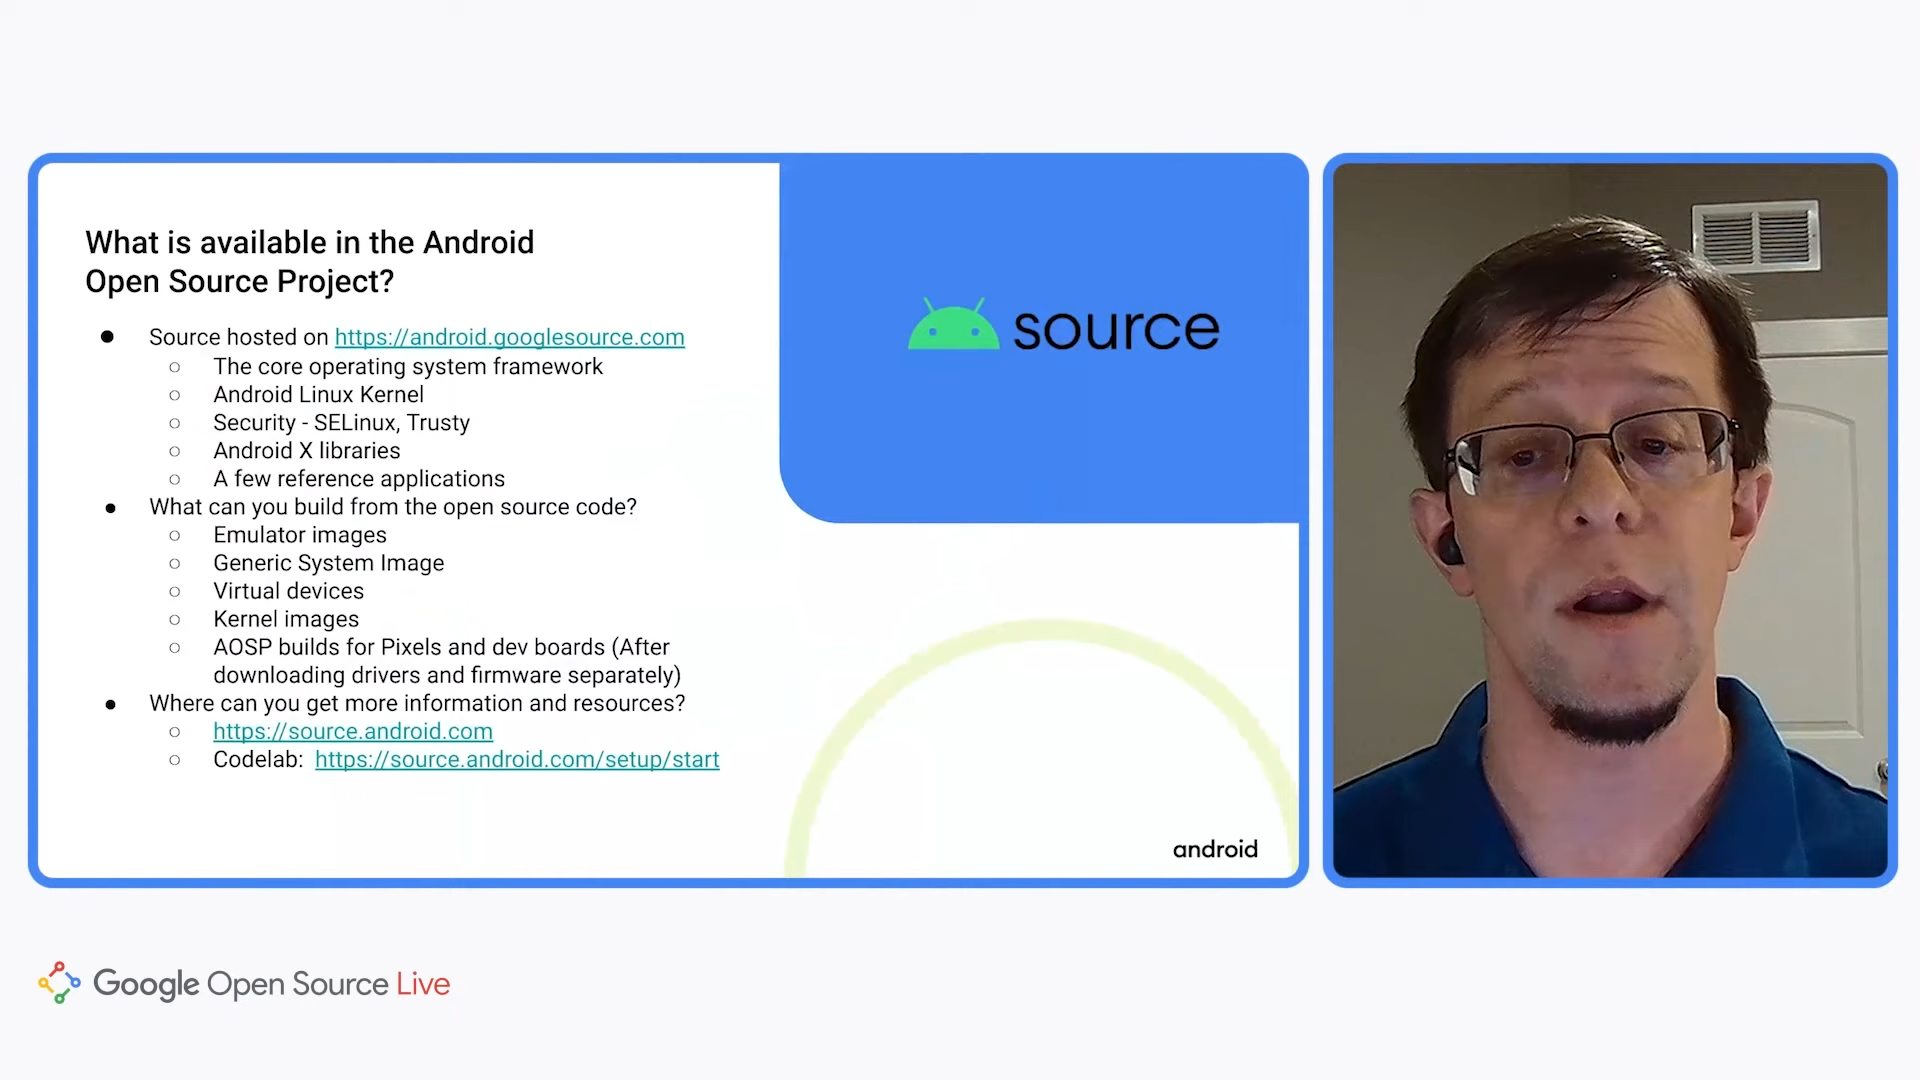 What is available in the Android
Open Source Project?
● Source hosted on https://android.googlesource.com
○ The core operating system framework
○ Android Linux Kernel
○ Security - SELinux, Trusty
○ Android X libraries
○ A few reference applications
● What can you build from the open source code?
○ Emulator images
○ Generic System Image
○ Virtual devices
○ Kernel images
○ AOSP builds for Pixels and dev boards (After
downloading drivers and firmware separately)
● Where can you get more information and resources?
○ https://source.android.com
○ Codelab: https://source.android.com/setup/start
source
android
Google Open Source Live